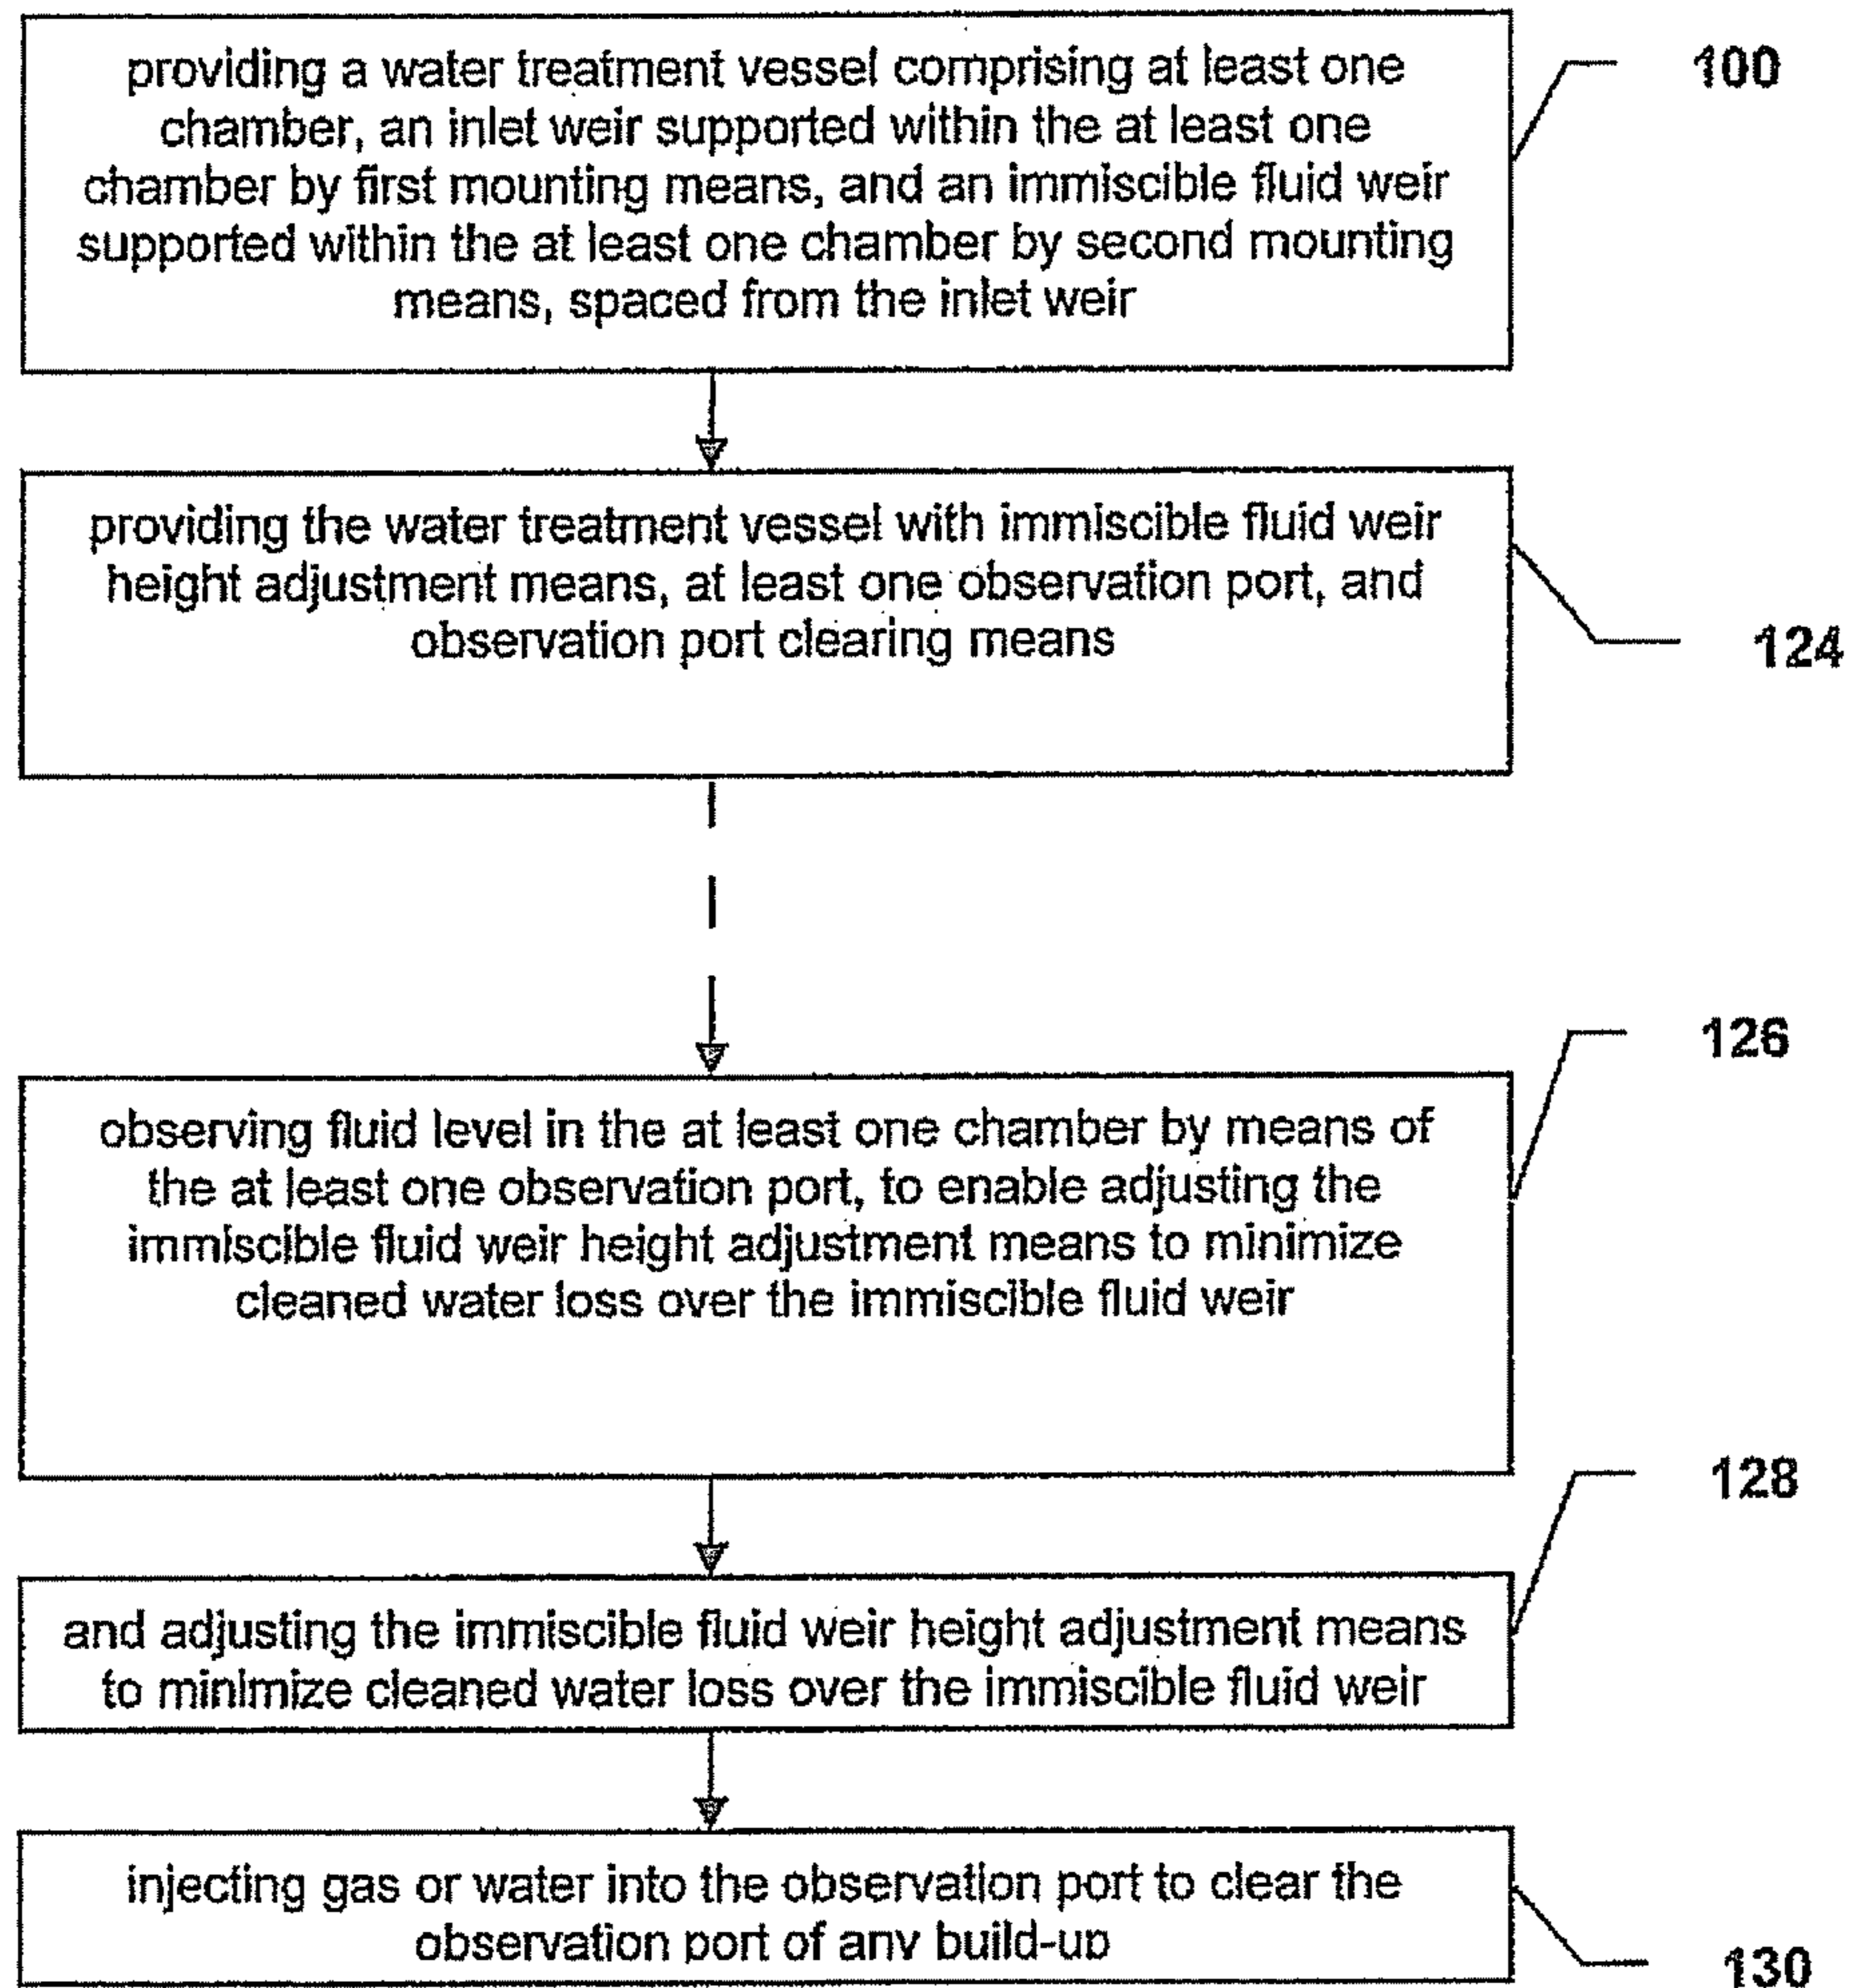 providing a water treatment vessel comprising at least one
chamber, an inlet weir supported within the at least one
chamber by first mounting means, and an immiscible fluid weir
supported within the at least one chamber by second mounting
means, spaced from the inlet weir
100
providing the water treatment vessel with immiscible fluid weir
height adjustment means, at least one observation port, and
observation port clearing means
124
observing fluid level in the at least one chamber by means of
the at least one observation port, to enable adjusting the
immiscible fluid weir height adjustment means to minimize
cleaned water loss over the immiscible fluid weir
126
and adjusting the immiscible fluid weir height adjustment means
to minimize cleaned water loss over the immiscible fluid weir
128
injecting gas or water into the observation port to clear the
observation port of any build-up
130